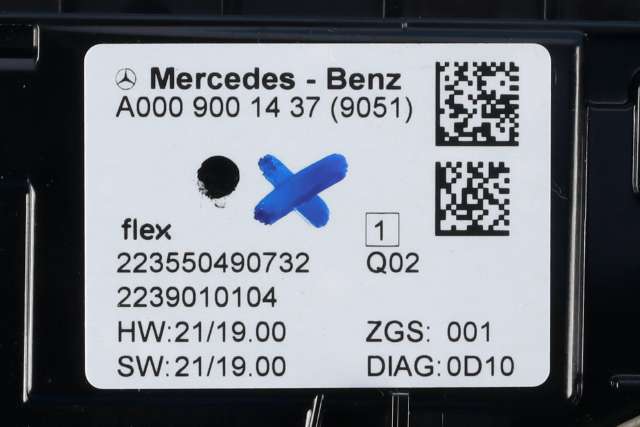 Mercedes - Benz
A000 900 14 37 (9051)
flex
1
223550490732 Q02
2239010104
HW:21/19.00 ZGS: 001
SW:21/19.00 DIAG:0D10